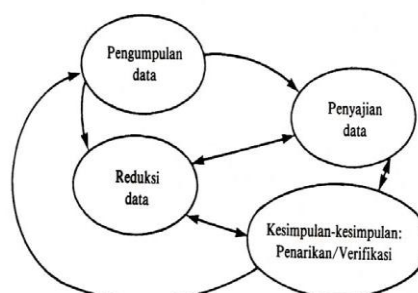 Pengumpulan
data
Penyajian
data
Reduksi
data
Kesimpulan-kesimpulan:
Penarikan/Verifikasi